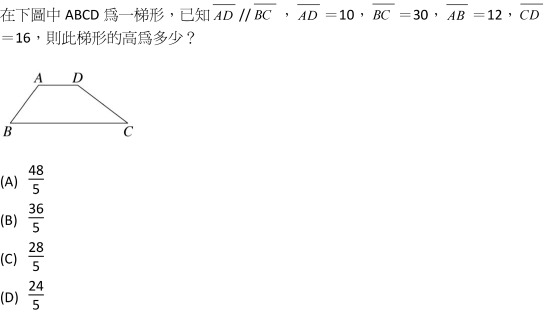 在下圖中 ABCD 為一梯形，已知 $\overline{AD}$ // $\overline{BC}$ ， $\overline{AD}$ ＝10， $\overline{BC}$ ＝30， $\overline{AB}$ ＝12， $\overline{CD}$
＝16，則此梯形的高為多少？
A D
B C
(A) $\frac{48}{5}$
(B) $\frac{36}{5}$
(C) $\frac{28}{5}$
(D) $\frac{24}{5}$